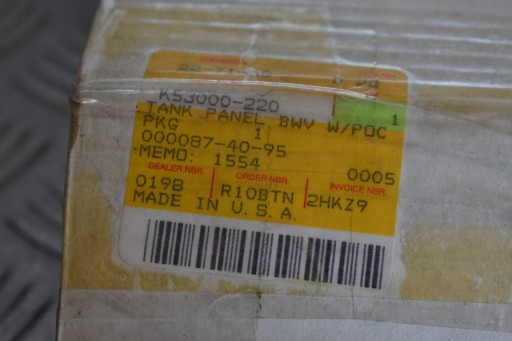 K53000-220
1
TANK PANEL BWV W/POC
PKG 1
000087-40-95
-MEMO: 1554 0005
DEALER NBR. ORDER NBR. INVOICE NBR.
0198 R10BTN 2HKZ9
MADE IN U.S.A.